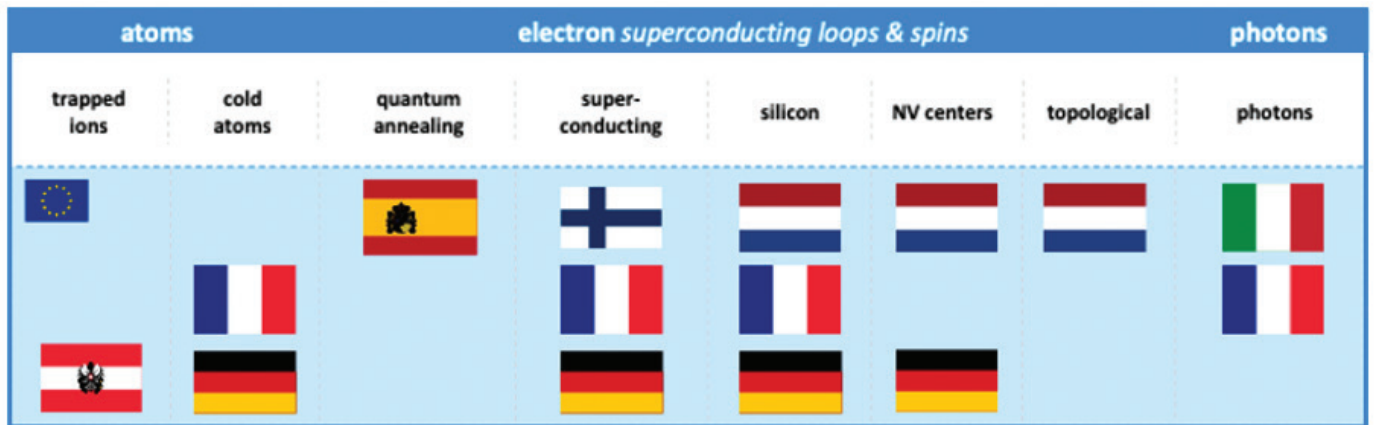 atoms
electron superconducting loops & spins
photons
trapped
ions
cold
atoms
quantum
annealing
super-
conducting
silicon
NV centers
topological
photons